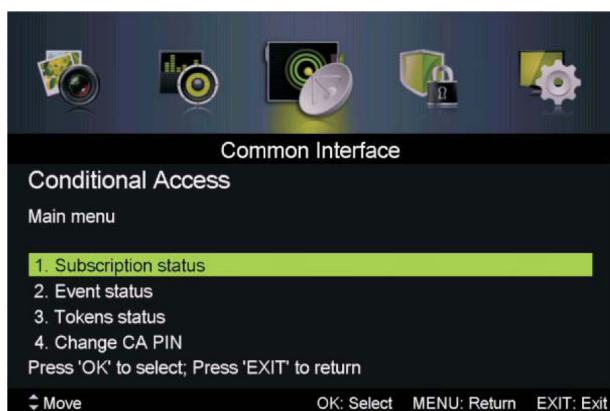 Common Interface
Conditional Access
Main menu
1. Subscription status
2. Event status
3. Tokens status
4. Change CA PIN
Press 'OK' to select; Press 'EXIT' to return
Move OK: Select MENU: Return EXIT: Exit